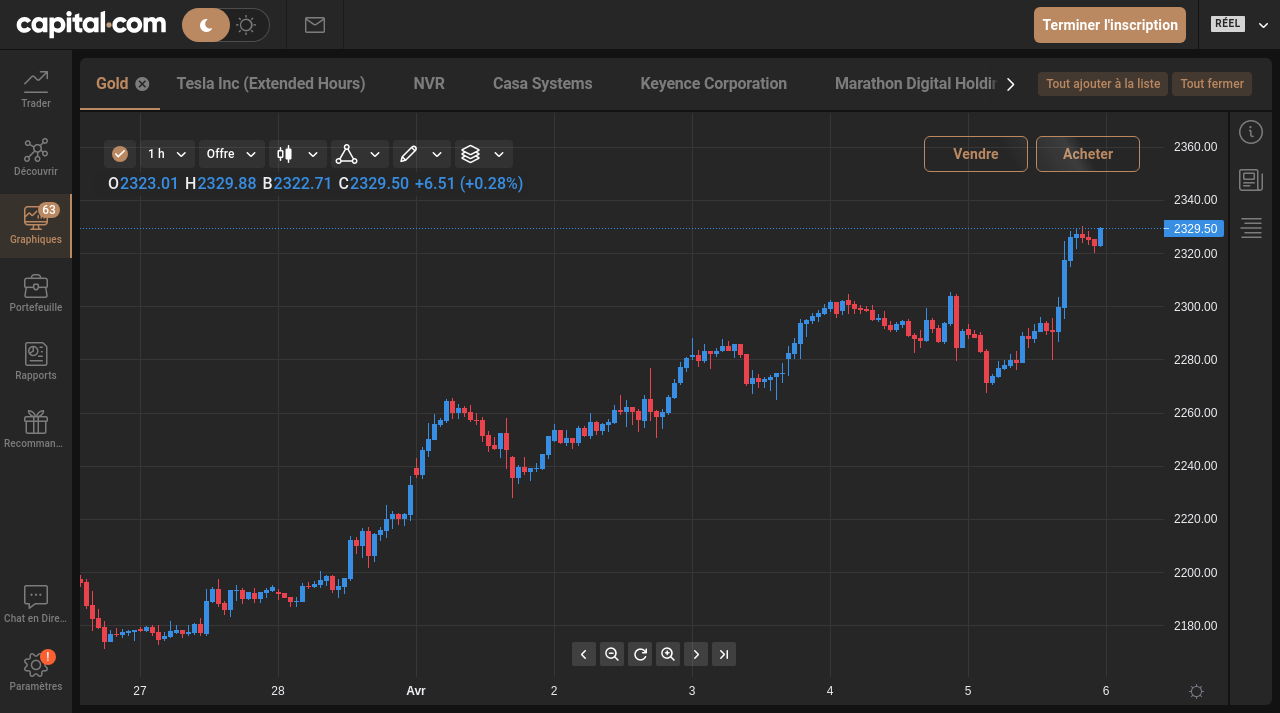 capital.com
Terminer l'inscription
RÉEL
Trader
Découvrir
63
Graphiques
Portefeuille
Rapports
Recomman...
Chat en Dire...
!
Paramètres
Gold
Tesla Inc (Extended Hours)
NVR
Casa Systems
Keyence Corporation
Marathon Digital Holdin
Tout ajouter à la liste
Tout fermer
1 h
Offre
Vendre
Acheter
O2323.01 H2329.88 B2322.71 C2329.50 +6.51 (+0.28%)
2360.00
2340.00
2329.50
2320.00
2300.00
2280.00
2260.00
2240.00
2220.00
2200.00
2180.00
27 28 Avr 2 3 4 5 6